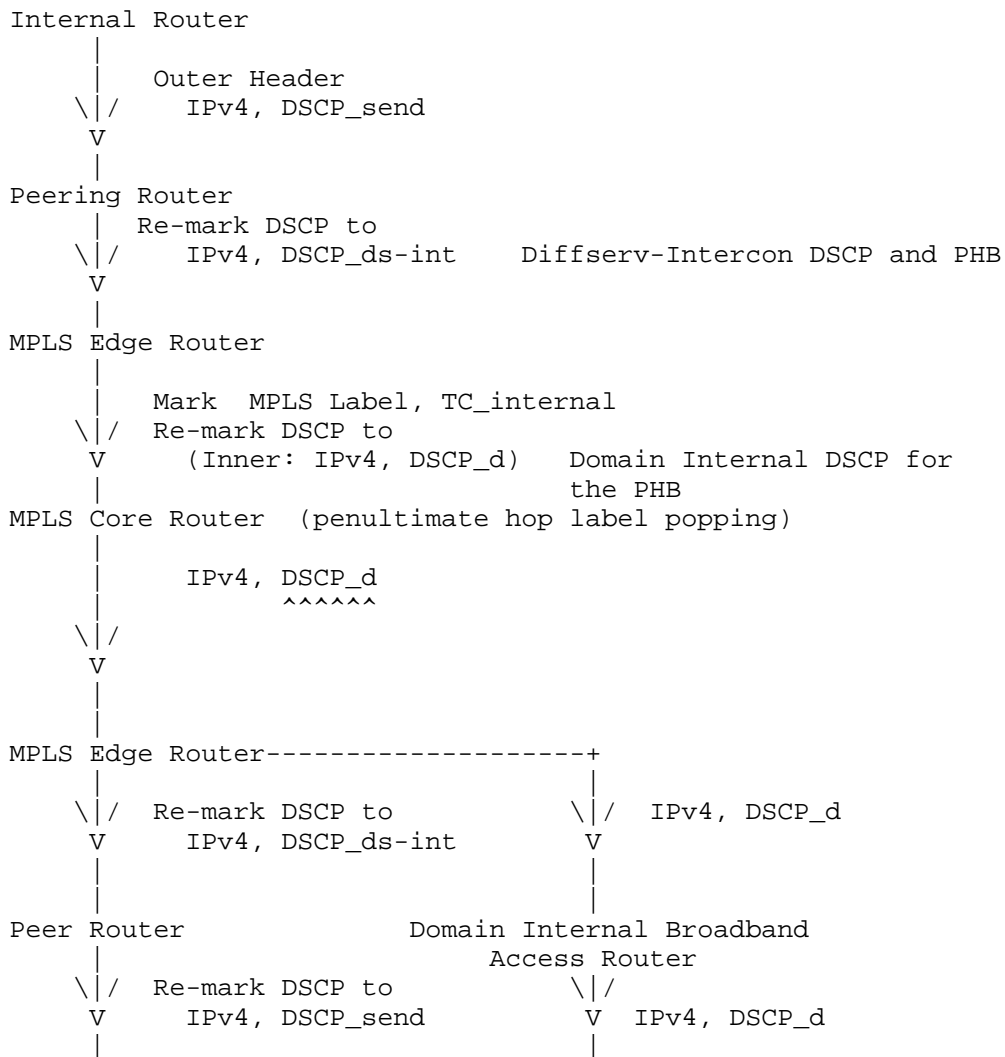 Internal Router
|
| Outer Header
\|/ IPv4, DSCP_send
V
|
Peering Router
| Re-mark DSCP to
\|/ IPv4, DSCP_ds-int Diffserv-Intercon DSCP and PHB
V
|
MPLS Edge Router
|
| Mark MPLS Label, TC_internal
\|/ Re-mark DSCP to
V (Inner: IPv4, DSCP_d) Domain Internal DSCP for
| the PHB
MPLS Core Router (penultimate hop label popping)
|
| IPv4, DSCP_d
| ^^^^^^
\|/
V
|
|
MPLS Edge Router--------------------+
| |
\|/ Re-mark DSCP to \|/ IPv4, DSCP_d
V IPv4, DSCP_ds-int V
| |
| |
Peer Router Domain Internal Broadband
| Access Router
\|/ Re-mark DSCP to \|/
V IPv4, DSCP_send V IPv4, DSCP_d
| |